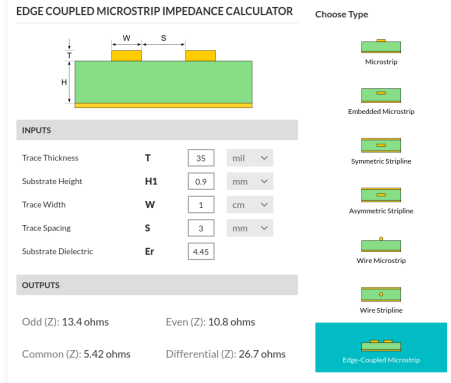 EDGE COUPLED MICROSTRIP IMPEDANCE CALCULATOR
W S
T
H
INPUTS
Trace Thickness T 35 mil
Substrate Height H1 0.9 mm
Trace Width W 1 cm
Trace Spacing S 3 mm
Substrate Dielectric Er 4.45
OUTPUTS
Odd (Z): 13.4 ohms Even (Z): 10.8 ohms
Common (Z): 5.42 ohms Differential (Z): 26.7 ohms
Choose Type
Microstrip
Embedded Microstrip
Symmetric Stripline
Asymmetric Stripline
Wire Microstrip
Wire Stripline
Edge-Coupled Microstrip